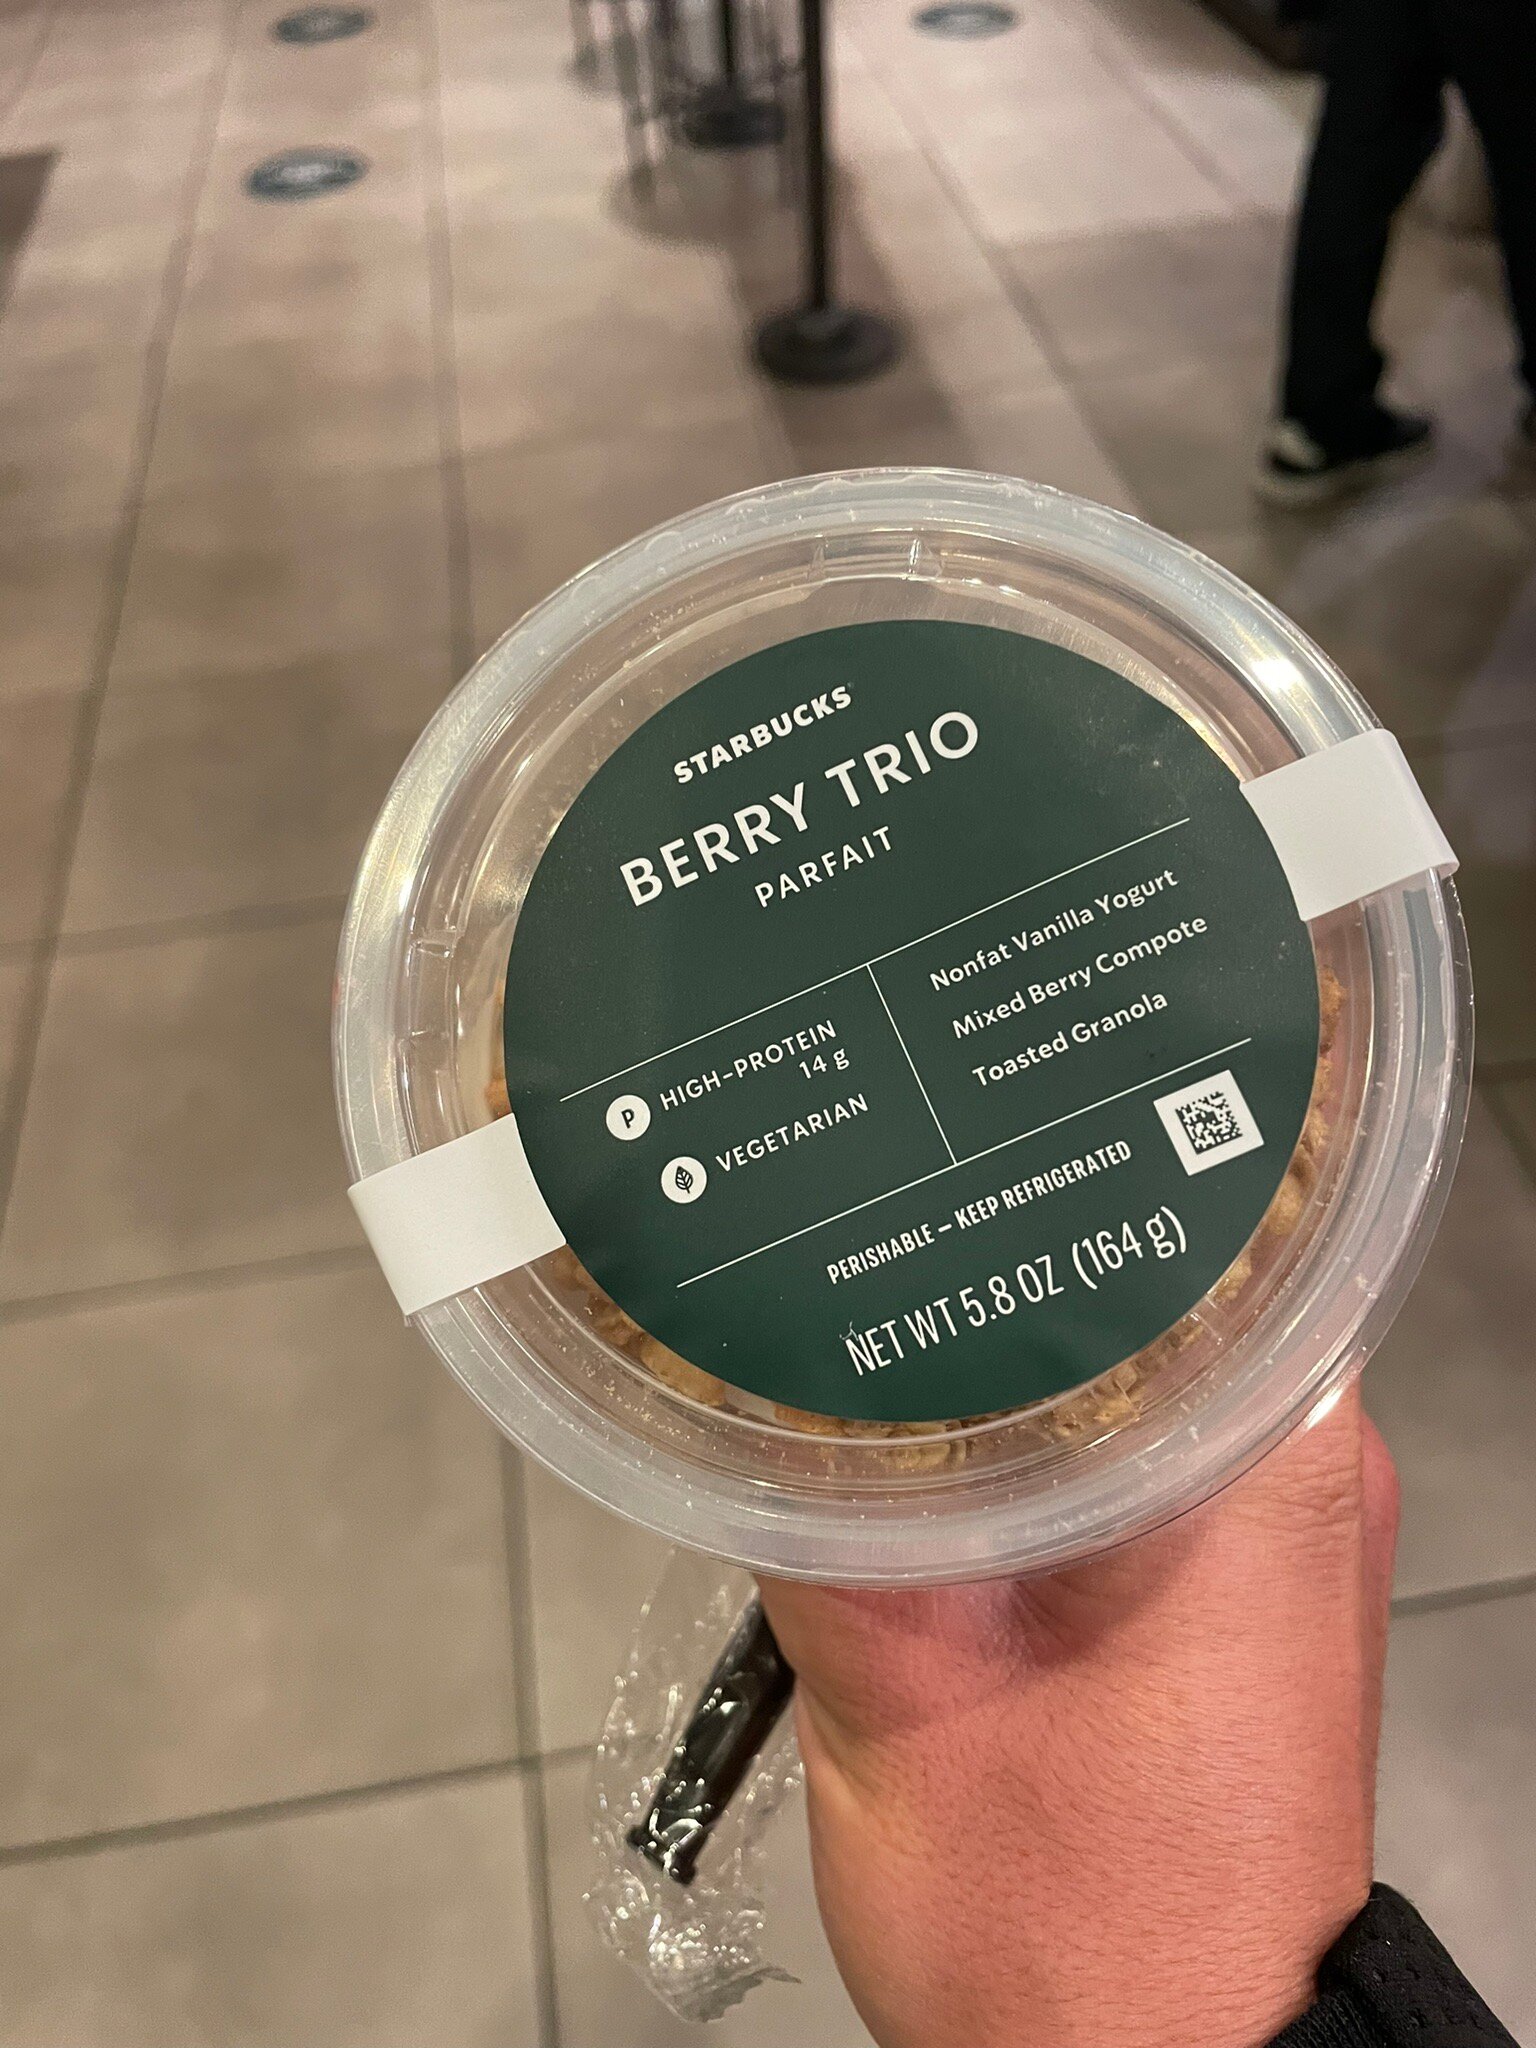 STARBUCKS
BERRY TRIO
PARFAIT
P HIGH-PROTEIN
14 g
VEGETARIAN
Nonfat Vanilla Yogurt
Mixed Berry Compote
Toasted Granola
PERISHABLE – KEEP REFRIGERATED
NET WT 5.8 OZ (164 g)